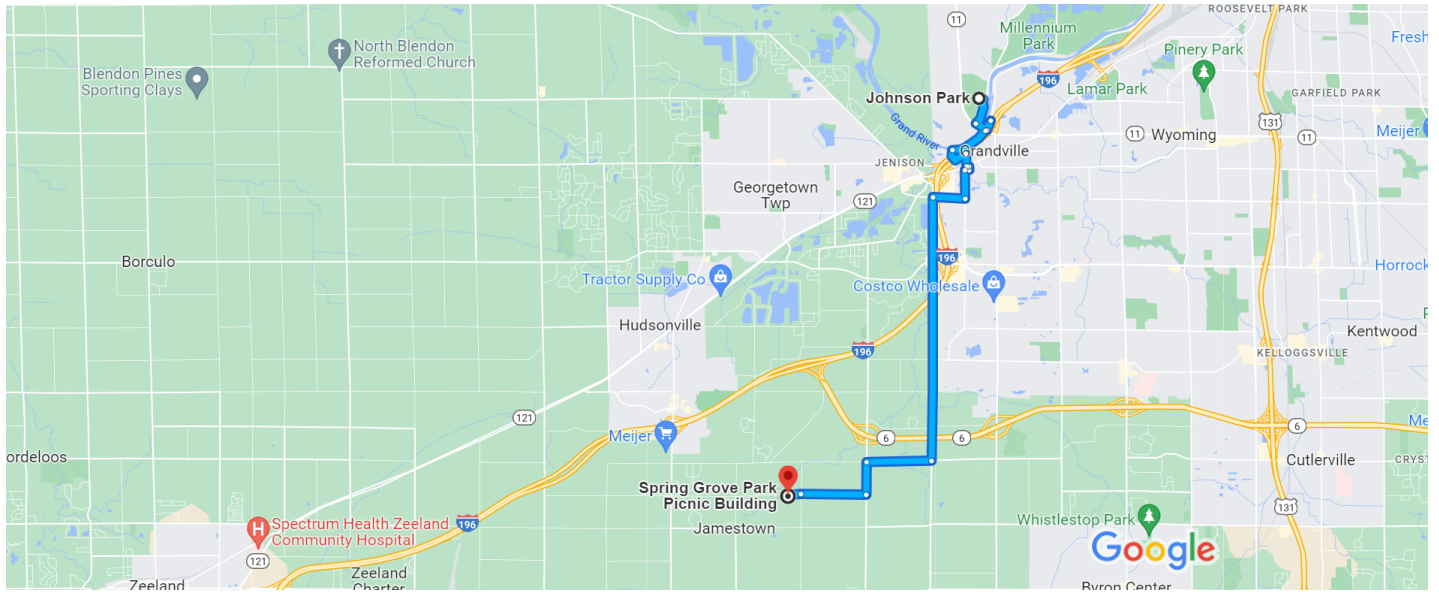 ROOSEVELT PARK
11
Millennium
Park
Fresh
North Blendon
Reformed Church
Pinery Park
Blendon Pines
Sporting Clays
196
Lamar Park
GARFIELD PARK
Johnson Park
131
Grand River
11
Wyoming
11
Meijer
Grandville
JENISON
Georgetown
Twp
121
Borculo
196
Horrock
Tractor Supply Co
Costco Wholesale
Hudsonville
Kentwood
196
KELLOGGSVILLE
121
6
Me
Meijer
6
6
ordeloos
Cutlerville
CRYST
Spring Grove Park
Picnic Building
131
Jamestown
Whistlestop Park
Spectrum Health Zeeland
Community Hospital
196
Google
121
Zeeland
Charter
Zeeland
Byron Center